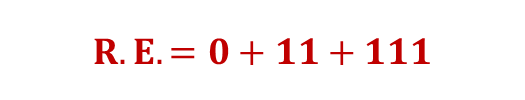 R. E. = 0 + 11 + 111